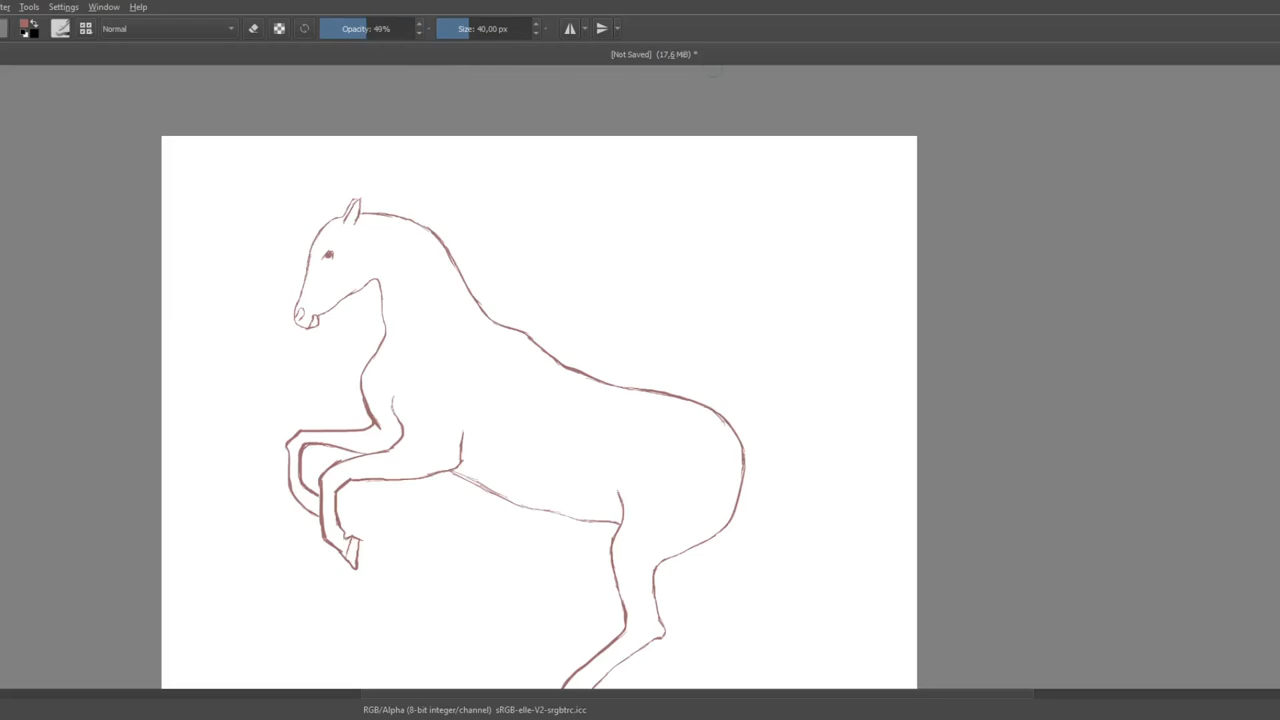 Tools Settings Window Help
Normal Opacity: 49% Size: 40,00 px
[Not Saved] (17,6 MiB) *
RGB/Alpha (8-bit integer/channel) sRGB-elle-V2-srgbtrc.icc